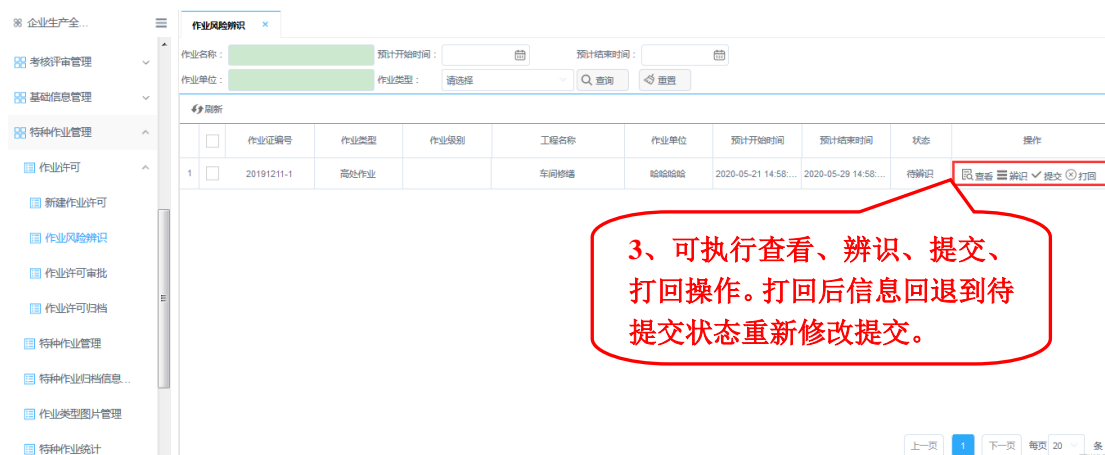 企业生产全...
作业风险辨识 ×
作业名称： 预计开始时间： 预计结束时间：
考核评审管理
作业单位： 作业类型： 请选择 查询 重置
基础信息管理
刷新
特种作业管理
作业证编号 作业类型 作业级别 工程名称 作业单位 预计开始时间 预计结束时间 状态 操作
作业许可
1 20191211-1 高处作业 车间修缮 哈哈哈哈 2020-05-21 14:58:... 2020-05-29 14:58:... 待辨识 查看 辨识 提交 打回
新建作业许可
作业风险辨识
作业许可审批
作业许可归档
特种作业管理
特种作业归档信息...
作业类型图片管理
特种作业统计
3、可执行查看、辨识、提交、
打回操作。打回后信息回退到待
提交状态重新修改提交。
上一页 1 下一页 每页 20 条